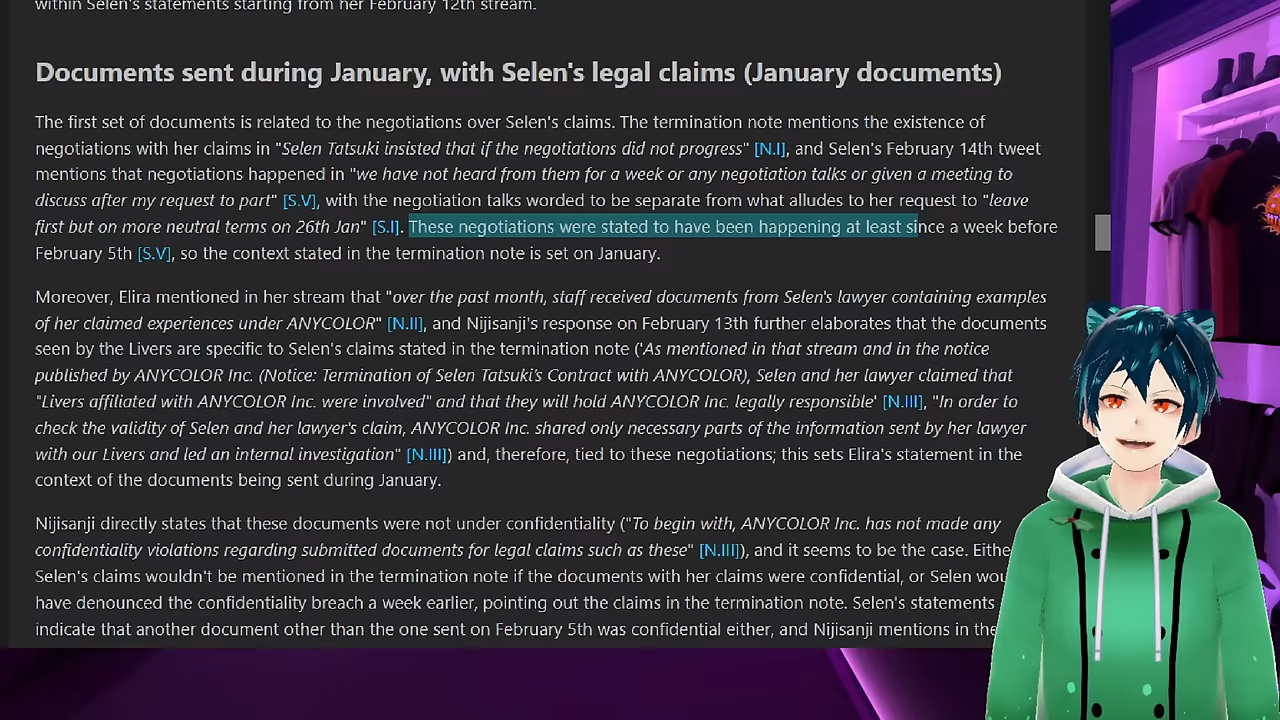 within Selen's statements starting from her February 12th stream.
Documents sent during January, with Selen's legal claims (January documents)
The first set of documents is related to the negotiations over Selen's claims. The termination note mentions the existence of
negotiations with her claims in "Selen Tatsuki insisted that if the negotiations did not progress" [N.I], and Selen's February 14th tweet
mentions that negotiations happened in "we have not heard from them for a week or any negotiation talks or given a meeting to
discuss after my request to part" [S.V], with the negotiation talks worded to be separate from what alludes to her request to "leave
first but on more neutral terms on 26th Jan" [S.I]. These negotiations were stated to have been happening at least since a week before
February 5th [S.V], so the context stated in the termination note is set on January.
Moreover, Elira mentioned in her stream that "over the past month, staff received documents from Selen's lawyer containing examples
of her claimed experiences under ANYCOLOR" [N.II], and Nijisanji's response on February 13th further elaborates that the documents
seen by the Livers are specific to Selen's claims stated in the termination note ('As mentioned in that stream and in the notice
published by ANYCOLOR Inc. (Notice: Termination of Selen Tatsuki's Contract with ANYCOLOR), Selen and her lawyer claimed that
"Livers affiliated with ANYCOLOR Inc. were involved" and that they will hold ANYCOLOR Inc. legally responsible' [N.III], "In order to
check the validity of Selen and her lawyer's claim, ANYCOLOR Inc. shared only necessary parts of the information sent by her lawyer
with our Livers and led an internal investigation" [N.III]) and, therefore, tied to these negotiations; this sets Elira's statement in the
context of the documents being sent during January.
Nijisanji directly states that these documents were not under confidentiality ("To begin with, ANYCOLOR Inc. has not made any
confidentiality violations regarding submitted documents for legal claims such as these" [N.III]), and it seems to be the case. Eithe
Selen's claims wouldn't be mentioned in the termination note if the documents with her claims were confidential, or Selen wou
have denounced the confidentiality breach a week earlier, pointing out the claims in the termination note. Selen's statements
indicate that another document other than the one sent on February 5th was confidential either, and Nijisanji mentions in the